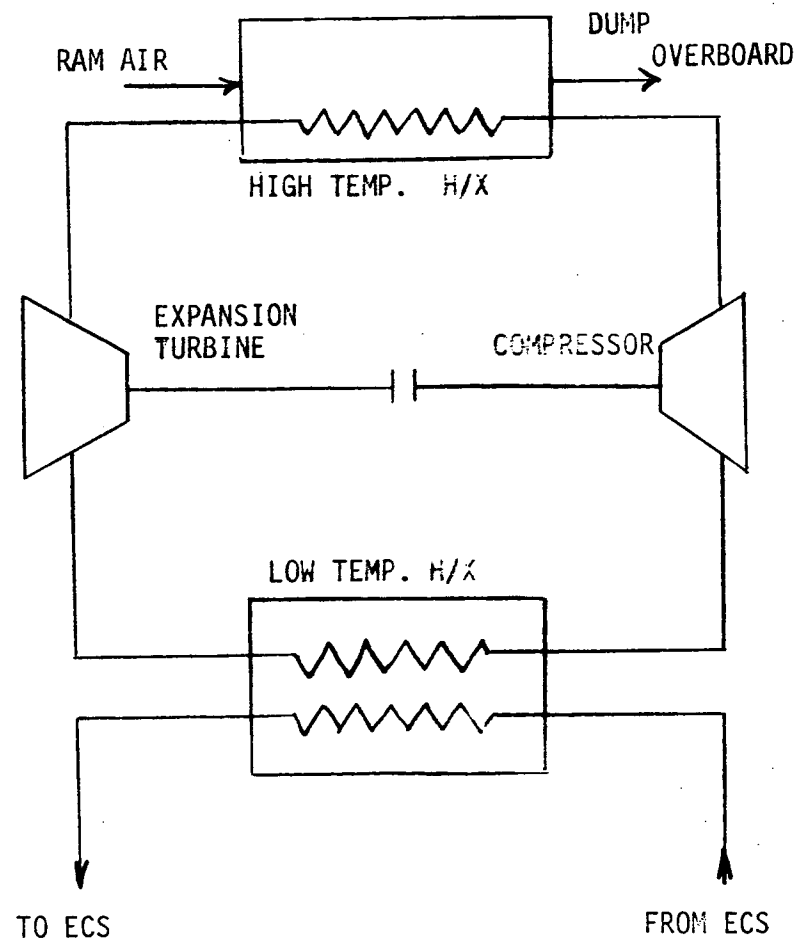 DUMP
RAM AIR
OVERBOARD
HIGH TEMP. H/X
EXPANSION
TURBINE
COMPRESSOR
LOW TEMP. H/X
TO ECS
FROM ECS